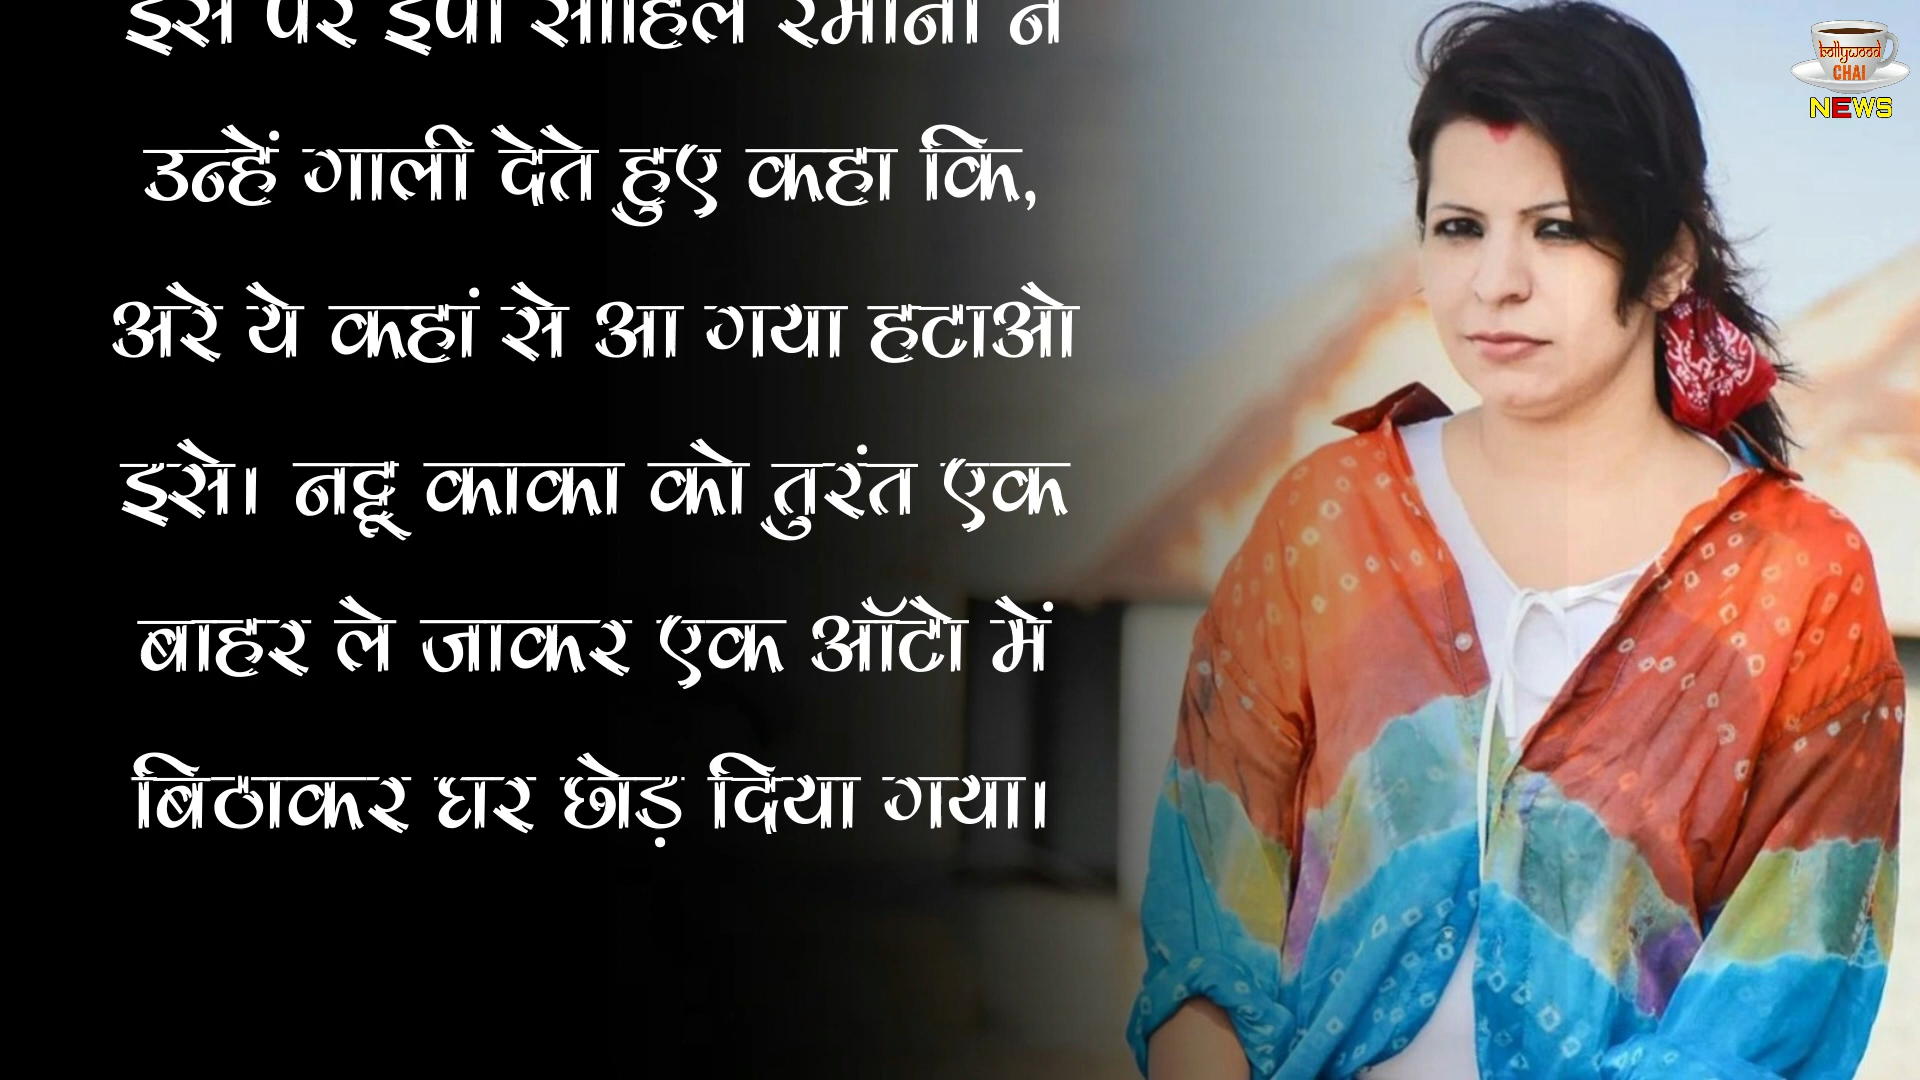 इस पर इपी साहिल रमानी ने
उन्हें गाली देते हुए कहा कि,
अरे ये कहां से आ गया हटाओ
इसे। नट्टू काका को तुरंत एक
बाहर ले जाकर एक ऑटो में
बिठाकर घर छोड़ दिया गया।
bollywood
CHAI
NEWS